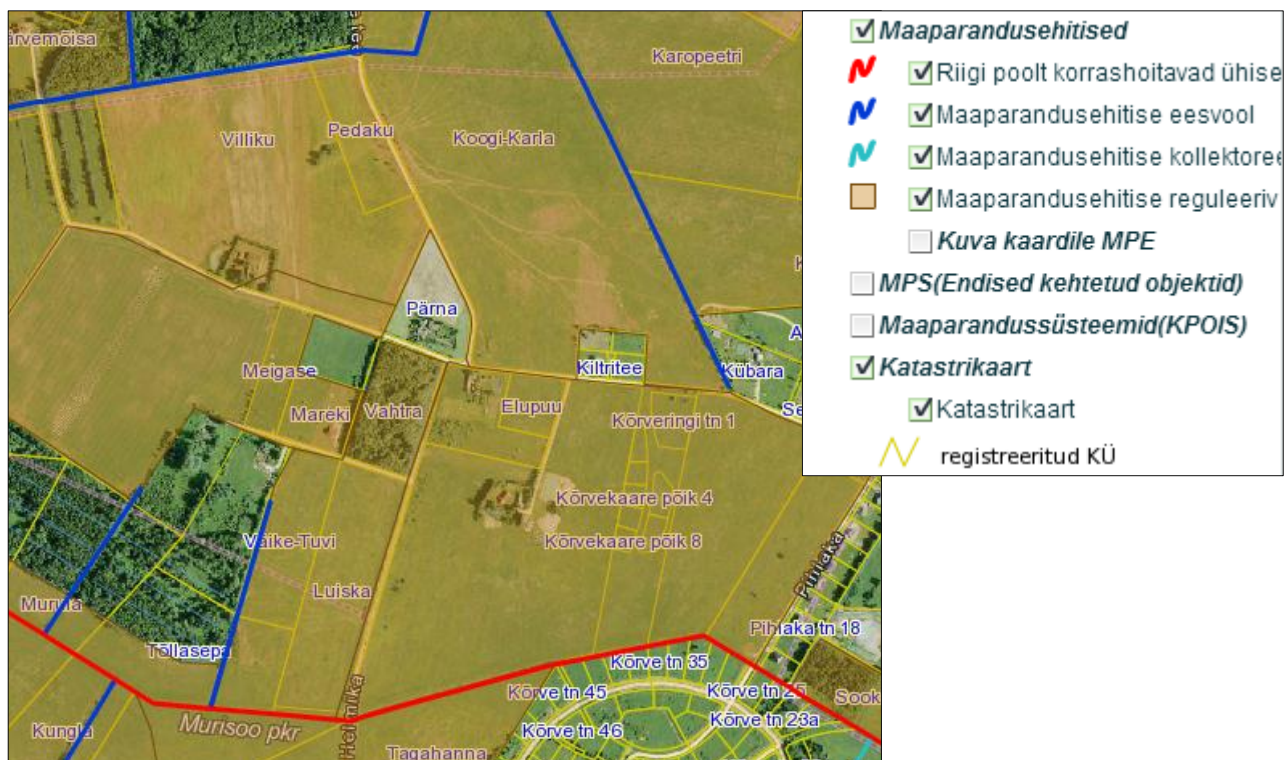 ärvemõisa
Karopeetri
Villiku
Pedaku
Koogi-Karla
Pärna
Kiltritee
Kübara
Meigase
Mareki
Vahtra
Elupuu
Kõrveringi tn 1
Kõrvekaare põik 4
Kõrvekaare põik 8
Väike-Tuvi
Luiska
Pihlaka
Pihlaka tn 18
Tõllasepa
Kõrve tn 35
Kõrve tn 45
Kõrve tn 25
Sook
Kõrve tn 46
Kõrve tn 23a
Murisoo pkr
Kungla
Tagahanna
Maaparandusehitised
Riigi poolt korrashoitavad ühise
Maaparandusehitise eesvool
Maaparandusehitise kollektoree
Maaparandusehitise reguleeriv
Kuva kaardile MPE
MPS(Endised kehtetud objektid)
Maaparandussüsteemid(KPOIS)
Katastrikaart
Katastrikaart
registreeritud KÜ